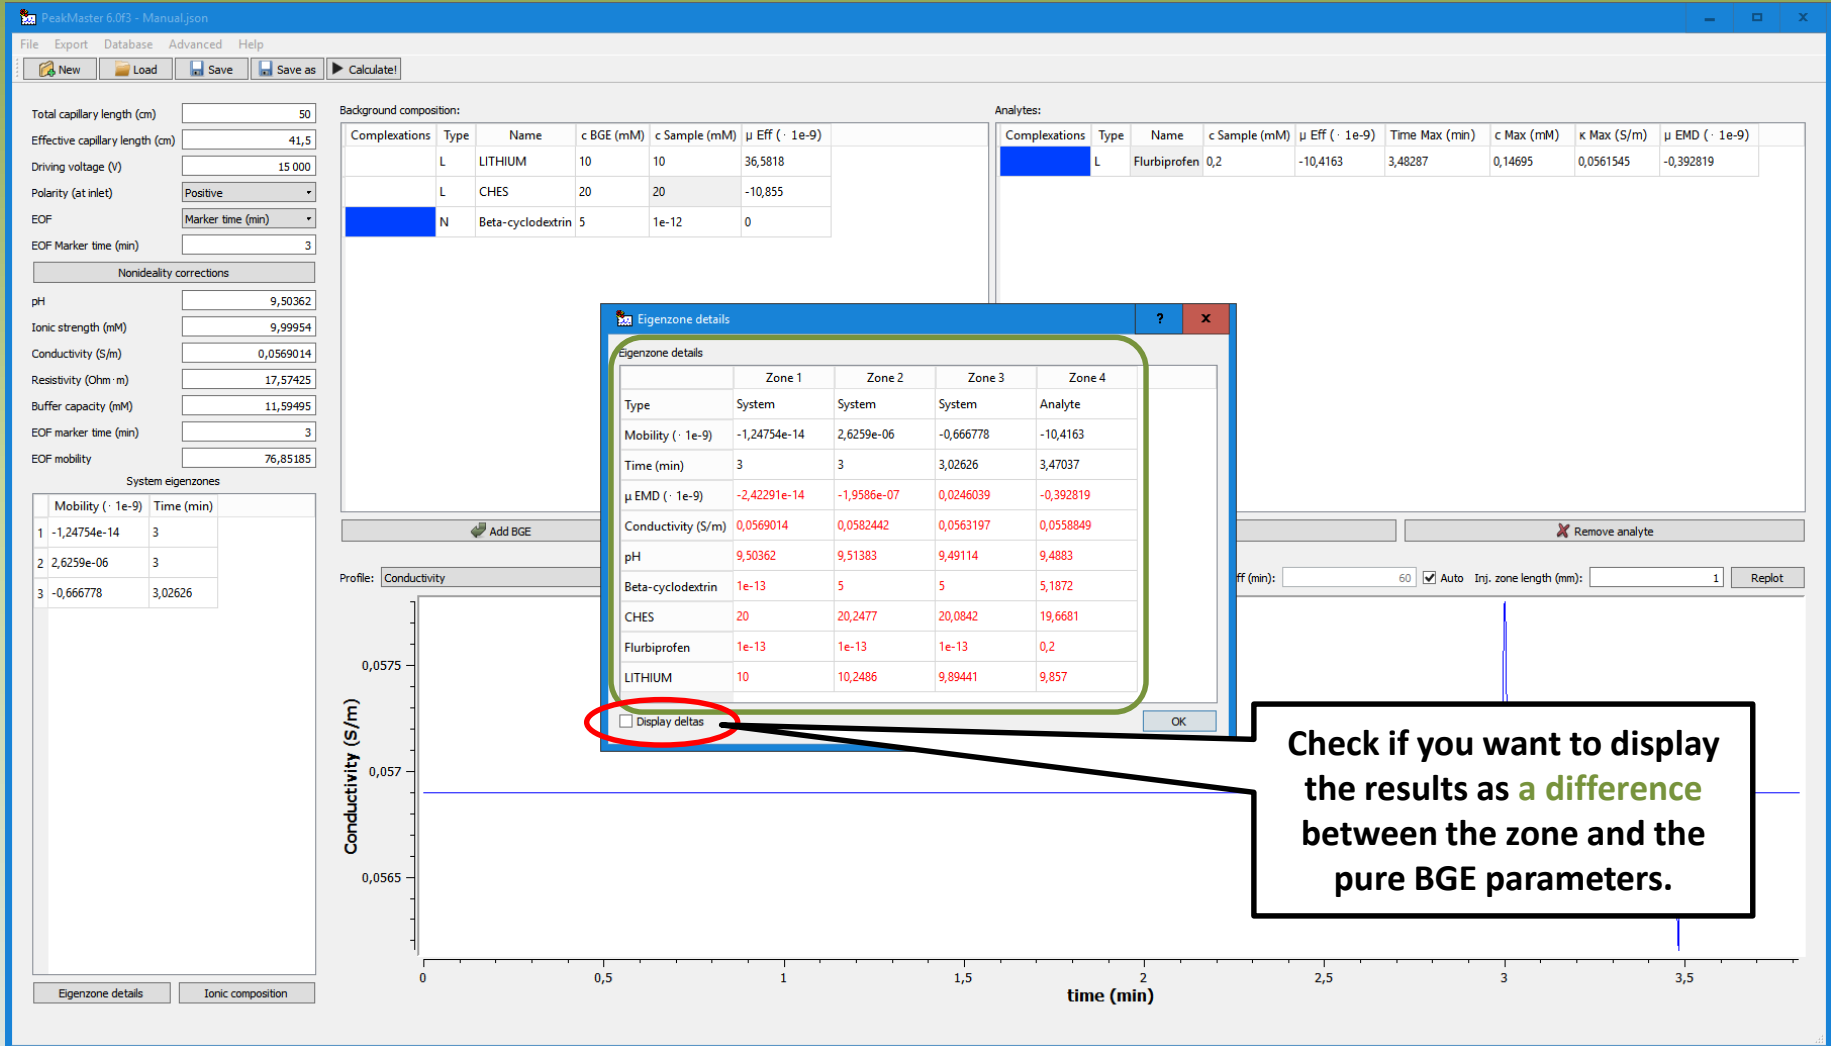 PeakMaster 6.0f3 - Manual.json
File Export Database Advanced Help
New Load Save Save as Calculate!
Total capillary length (cm) 50
Effective capillary length (cm) 41,5
Driving voltage (V) 15 000
Polarity (at inlet) Positive
EOF Marker time (min)
EOF Marker time (min) 3
Nonideality corrections
pH 9,50362
Ionic strength (mM) 9,99954
Conductivity (S/m) 0,0569014
Resistivity (Ohm·m) 17,57425
Buffer capacity (mM) 11,59495
EOF marker time (min) 3
EOF mobility 76,85185
System eigenzones
Mobility (· 1e-9) Time (min)
1 -1,24754e-14 3
2 2,6259e-06 3
3 -0,666778 3,02626
Eigenzone details Ionic composition
Background composition:
Complexations Type Name c BGE (mM) c Sample (mM) μ Eff (· 1e-9)
L LITHIUM 10 10 36,5818
L CHES 20 20 -10,855
N Beta-cyclodextrin 5 1e-12 0
Analytes:
Complexations Type Name c Sample (mM) μ Eff (· 1e-9) Time Max (min) c Max (mM) κ Max (S/m) μ EMD (· 1e-9)
L Flurbiprofen 0,2 -10,4163 3,48287 0,14695 0,0561545 -0,392819
Add BGE
Remove analyte
Profile: Conductivity
ff (min): 60 Auto Inj. zone length (mm): 1 Replot
Eigenzone details ? x
Eigenzone details
Zone 1 Zone 2 Zone 3 Zone 4
Type System System System Analyte
Mobility (· 1e-9) -1,24754e-14 2,6259e-06 -0,666778 -10,4163
Time (min) 3 3 3,02626 3,47037
μ EMD (· 1e-9) -2,42291e-14 -1,9586e-07 0,0246039 -0,392819
Conductivity (S/m) 0,0569014 0,0582442 0,0563197 0,0558849
pH 9,50362 9,51383 9,49114 9,4883
Beta-cyclodextrin 1e-13 5 5 5,1872
CHES 20 20,2477 20,0842 19,6681
Flurbiprofen 1e-13 1e-13 1e-13 0,2
LITHIUM 10 10,2486 9,89441 9,857
Display deltas OK
Check if you want to display
the results as a difference
between the zone and the
pure BGE parameters.
Conductivity (S/m)
0,0575
0,057
0,0565
0 0,5 1 1,5 2 2,5 3 3,5
time (min)